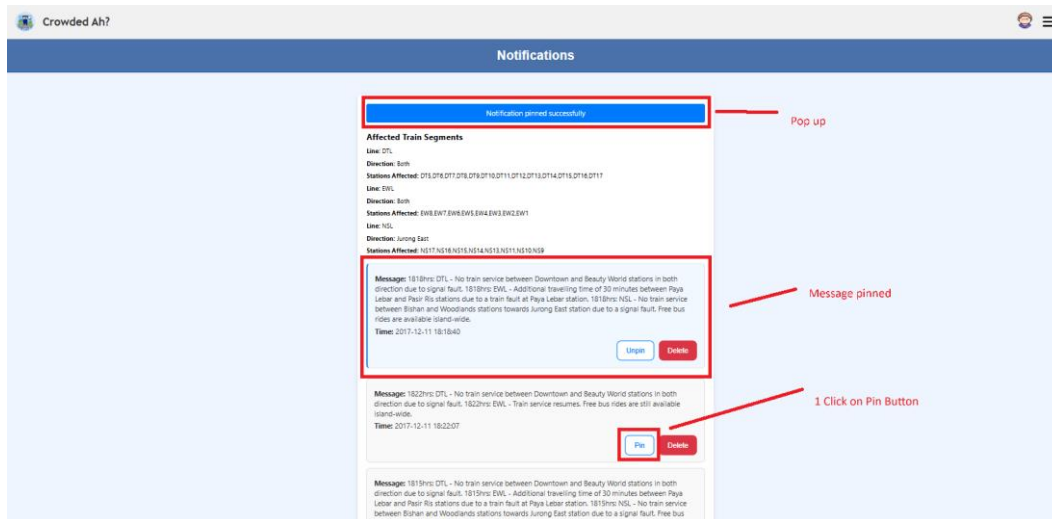 Crowded Ah?
Notifications
Notification pinned successfully
Pop up
Affected Train Segments
Line: DTL
Direction: Both
Stations Affected: DT5,DT6,DT7,DT8,DT9,DT10,DT11,DT12,DT13,DT14,DT15,DT16,DT17
Line: EWL
Direction: Both
Stations Affected: EW8,EW7,EW6,EW5,EW4,EW3,EW2,EW1
Line: NSL
Direction: Jurong East
Stations Affected: NS17,NS16,NS15,NS14,NS13,NS11,NS10,NS9
Message: 1818hrs: DTL - No train service between Downtown and Beauty World stations in both
direction due to signal fault. 1818hrs: EWL - Additional travelling time of 30 minutes between Paya
Lebar and Pasir Ris stations due to a train fault at Paya Lebar station. 1818hrs: NSL - No train service
between Bishan and Woodlands stations towards Jurong East station due to a signal fault. Free bus
rides are available island-wide.
Time: 2017-12-11 18:18:40
Unpin
Delete
Message pinned
Message: 1822hrs: DTL - No train service between Downtown and Beauty World stations in both
direction due to signal fault. 1822hrs: EWL - Train service resumes. Free bus rides are still available
island-wide.
Time: 2017-12-11 18:22:07
Pin
Delete
1 Click on Pin Button
Message: 1815hrs: DTL - No train service between Downtown and Beauty World stations in both
direction due to signal fault. 1815hrs: EWL - Additional travelling time of 30 minutes between Paya
Lebar and Pasir Ris stations due to a train fault at Paya Lebar station. 1815hrs: NSL - No train service
between Bishan and Woodlands stations towards Jurong East station due to a signal fault. Free bus